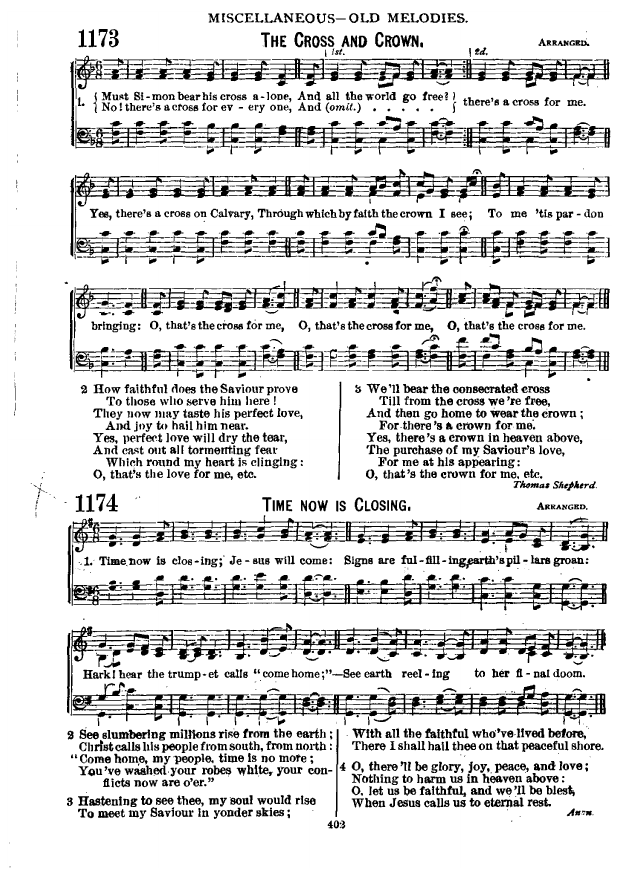 MISCELLANEOUS—OLD MELODIES.
1173 THE CROSS AND CROWN. ARRANGED.
1st. 2d.
1. { Must Si-mon bear his cross a-lone, And all the world go free? } there's a cross for me.
{ No! there's a cross for ev-ery one, And (omit.) . . . . . }
Yes, there's a cross on Calvary, Through which by faith the crown I see; To me 'tis par-don
bringing: O, that's the cross for me, O, that's the cross for me, O, that's the cross for me.
2 How faithful does the Saviour prove
To those who serve him here!
They now may taste his perfect love,
And joy to hail him near.
Yes, perfect love will dry the tear,
And cast out all tormenting fear
Which round my heart is clinging:
O, that's the love for me, etc.
3 We'll bear the consecrated cross
Till from the cross we're free,
And then go home to wear the crown;
For there's a crown for me.
Yes, there's a crown in heaven above,
The purchase of my Saviour's love,
For me at his appearing:
O, that's the crown for me, etc.
Thomas Shepherd.
1174 TIME NOW IS CLOSING. ARRANGED.
1. Time now is clos-ing; Je-sus will come: Signs are ful-fill-ing, earth's pil-lars groan:
Hark! hear the trump-et calls "come home;"—See earth reel-ing to her fi-nal doom.
2 See slumbering millions rise from the earth;
Christ calls his people from south, from north:
"Come home, my people, time is no more;
You've washed your robes white, your con-
flicts now are o'er."
3 Hastening to see thee, my soul would rise
To meet my Saviour in yonder skies;
With all the faithful who've lived before,
There I shall hail thee on that peaceful shore.
4 O, there'll be glory, joy, peace, and love;
Nothing to harm us in heaven above:
O, let us be faithful, and we'll be blest,
When Jesus calls us to eternal rest.
Anon.
402